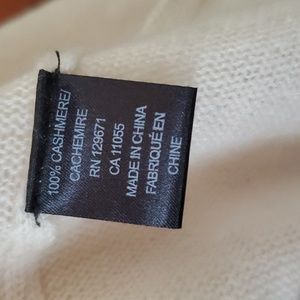 100% CASHMERE/
CACHEMIRE
RN 129671
CA 11055
MADE IN CHINA
FABRIQUÉ EN
CHINE